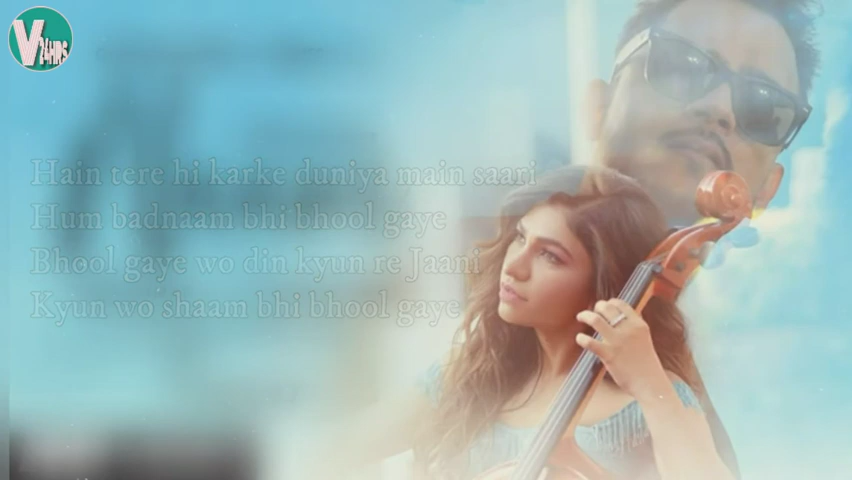 V 24HRS
Hain tere hi karke duniya main saari
Hum badnaam bhi bhool gaye
Bhool gaye wo din kyun re Jaani
Kyun wo shaam bhi bhool gaye